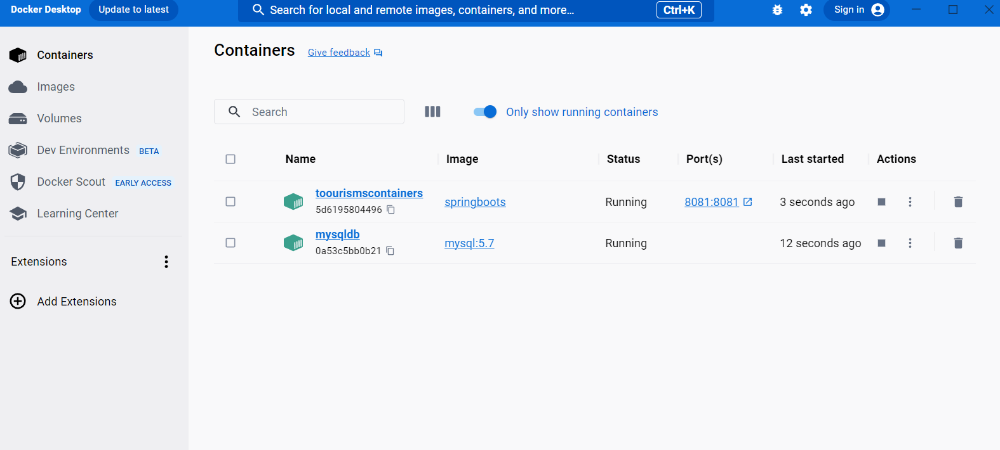 Docker Desktop Update to latest Search for local and remote images, containers, and more... Ctrl+K Sign in
Containers
Images
Volumes
Dev Environments BETA
Docker Scout EARLY ACCESS
Learning Center
Extensions
Add Extensions
Containers Give feedback
Search Only show running containers
Name Image Status Port(s) Last started Actions
toourismscontainers
5d6195804496
springboots Running 8081:8081 3 seconds ago
mysqldb
0a53c5bb0b21
mysql:5.7 Running 12 seconds ago